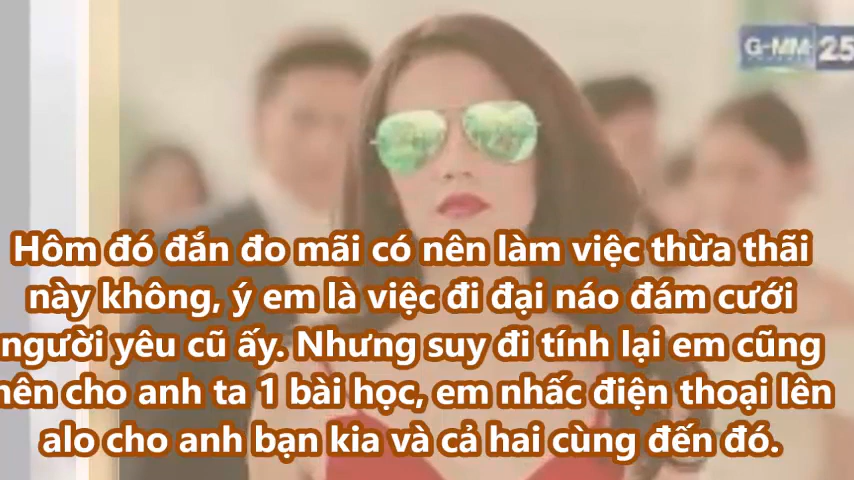 G-MM 25
Hôm đó đắn đo mãi có nên làm việc thừa thãi
này không, ý em là việc đi đại náo đám cưới
người yêu cũ ấy. Nhưng suy đi tính lại em cũng
nên cho anh ta 1 bài học, em nhấc điện thoại lên
alo cho anh bạn kia và cả hai cùng đến đó.